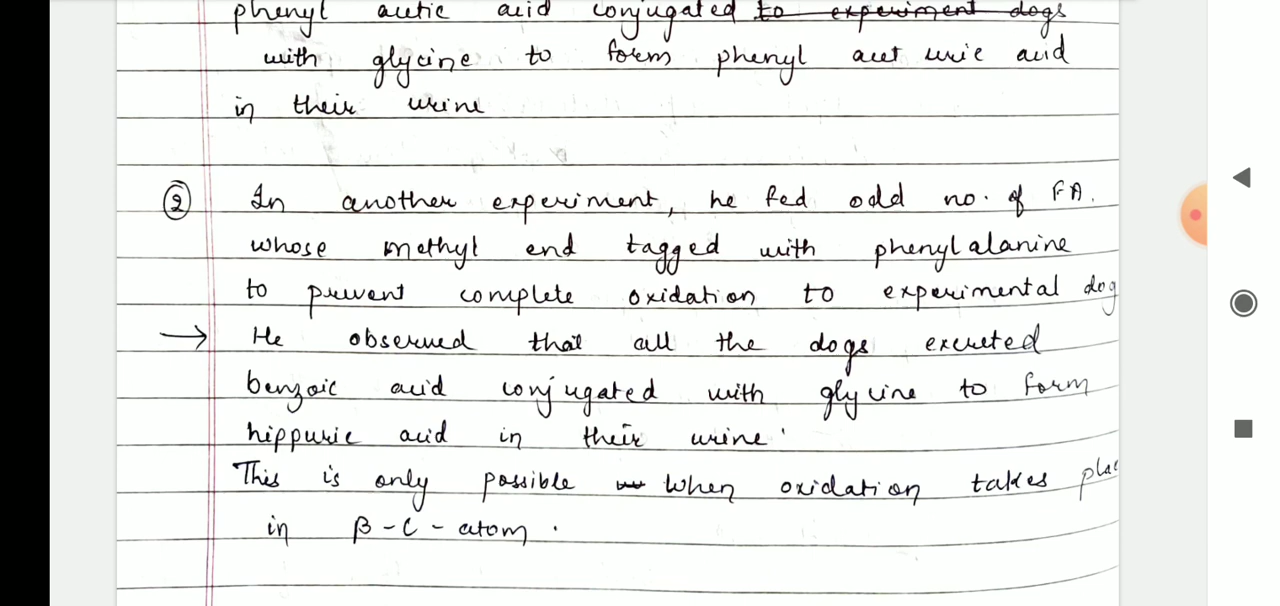 phenyl acetic acid conjugated to experiment dogs
with glycine to form phenyl acet uric acid
in their urine
② In another experiment, he fed odd no. of FA.
whose methyl end tagged with phenylalanine
to prevent complete oxidation to experimental dog
→ He observed that all the dogs excreted
benzoic acid conjugated with glycine to form
hippuric acid in their urine.
This is only possible when oxidation takes plac
in β-C-atom.